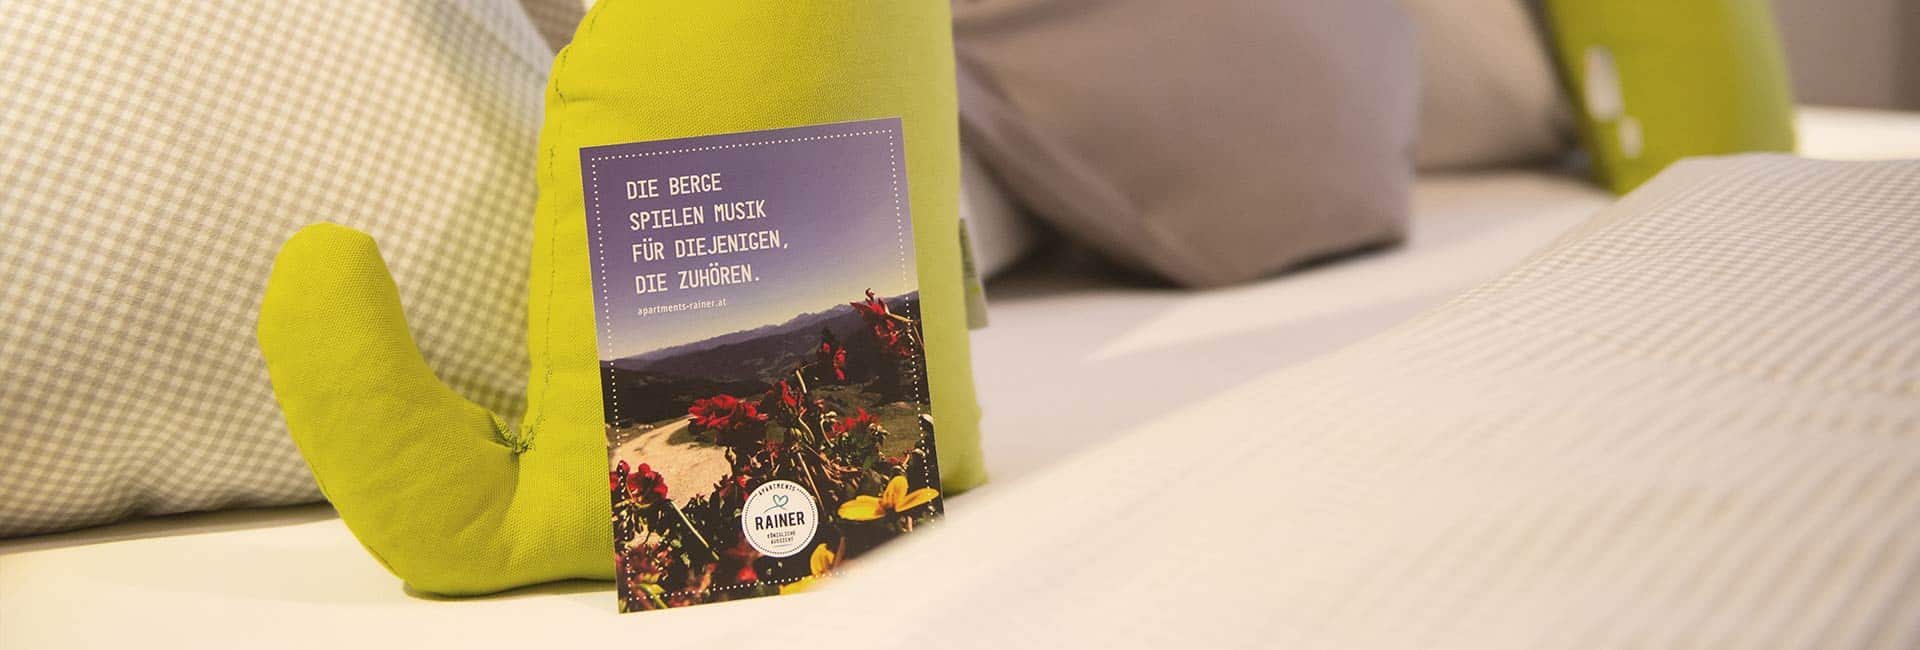 DIE BERGE
SPIELEN MUSIK
FÜR DIEJENIGEN,
DIE ZUHÖREN.
apartments-rainer.at
APARTMENTS
RAINER
KÖNIGLICHE
AUSSICHT